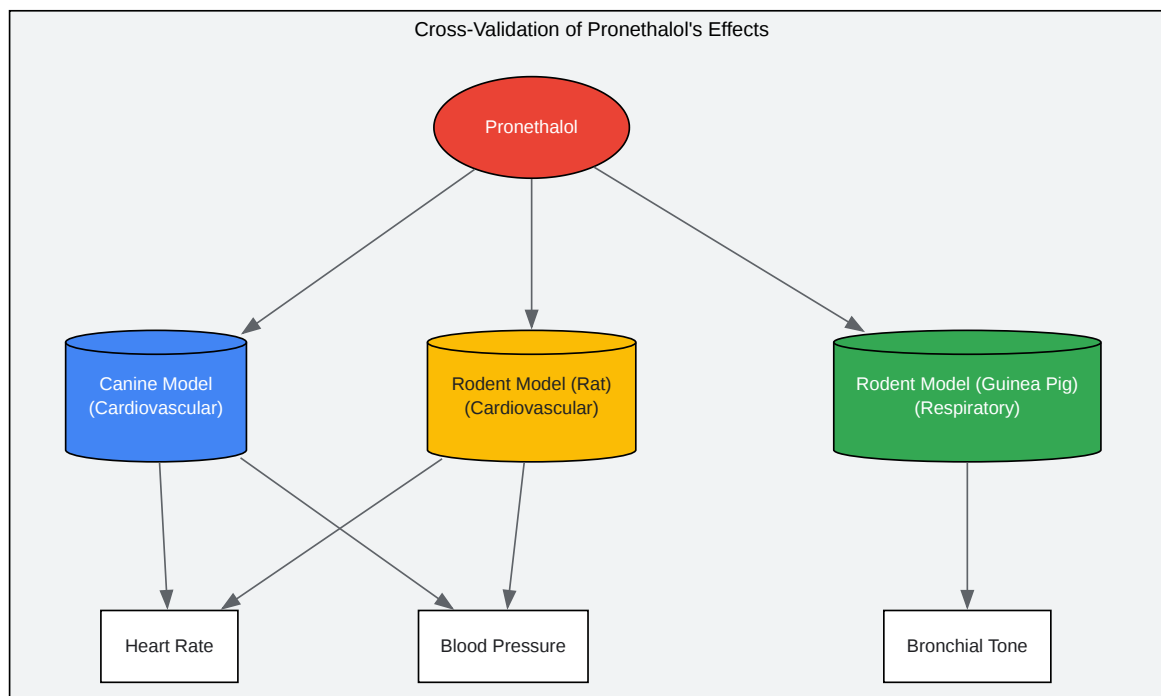 Cross-Validation of Pronethalol's Effects
Pronethalol
Canine Model
(Cardiovascular)
Rodent Model (Rat)
(Cardiovascular)
Rodent Model (Guinea Pig)
(Respiratory)
Heart Rate
Blood Pressure
Bronchial Tone